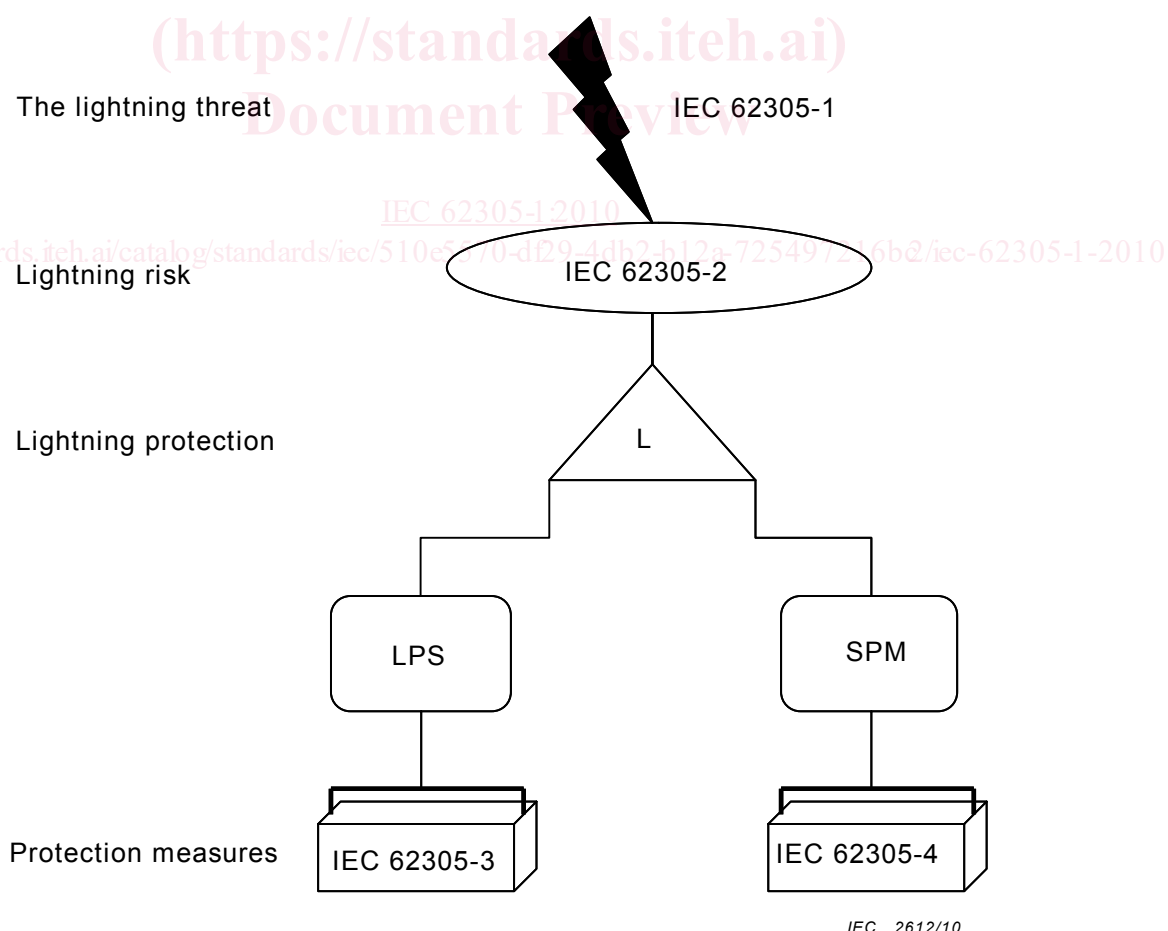 (https://standards.iteh.ai)
The lightning threat
IEC 62305-1
Document Preview
IEC 62305-1:2010
Lightning risk
IEC 62305-2
Lightning protection
L
LPS
SPM
Protection measures
IEC 62305-3
IEC 62305-4
IEC 2612/10